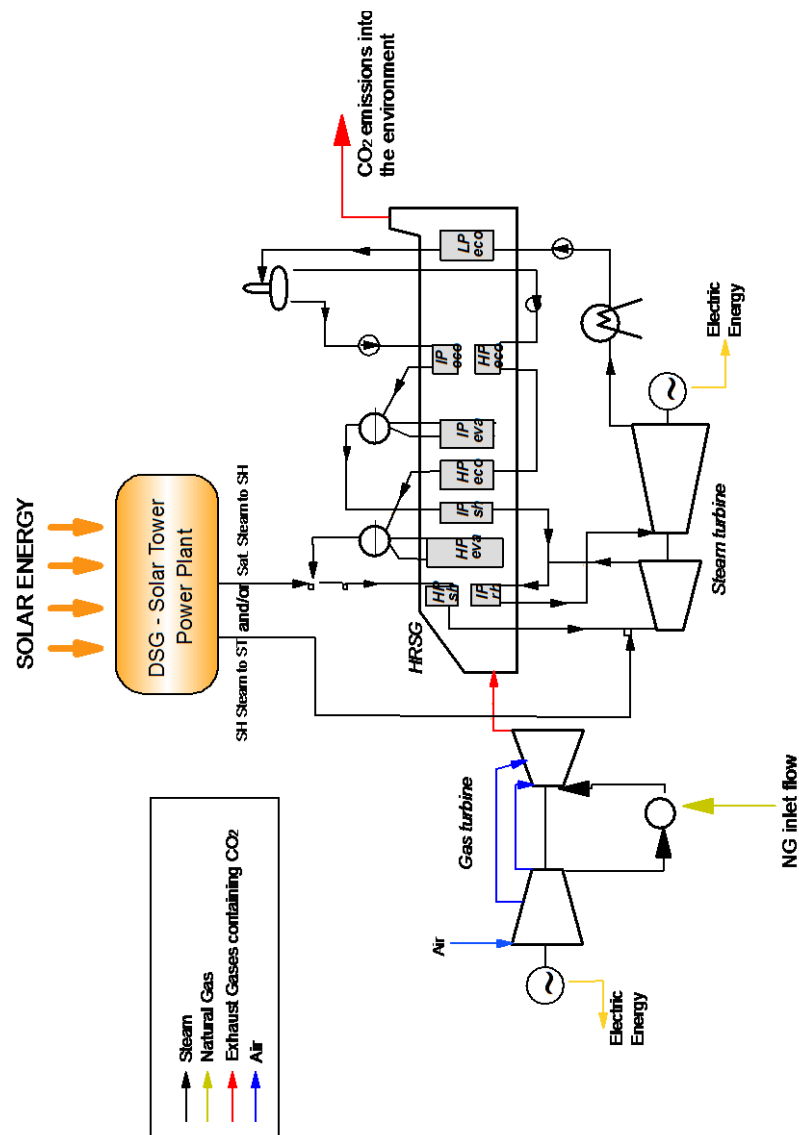 SOLAR ENERGY
DSG - Solar Tower
Power Plant
SH Steam to ST and/or Sat. Steam to SH
CO2 emissions into
the environment
HRSG
HP
sh
IP
rh
HP
eva
IP
sh
HP
eco
IP
eva
IP
eco
HP
eco
LP
eco
Steam
Natural Gas
Exhaust Gases containing CO2
Air
Air
Gas turbine
Steam turbine
~
Electric
Energy
~
Electric
Energy
NG inlet flow